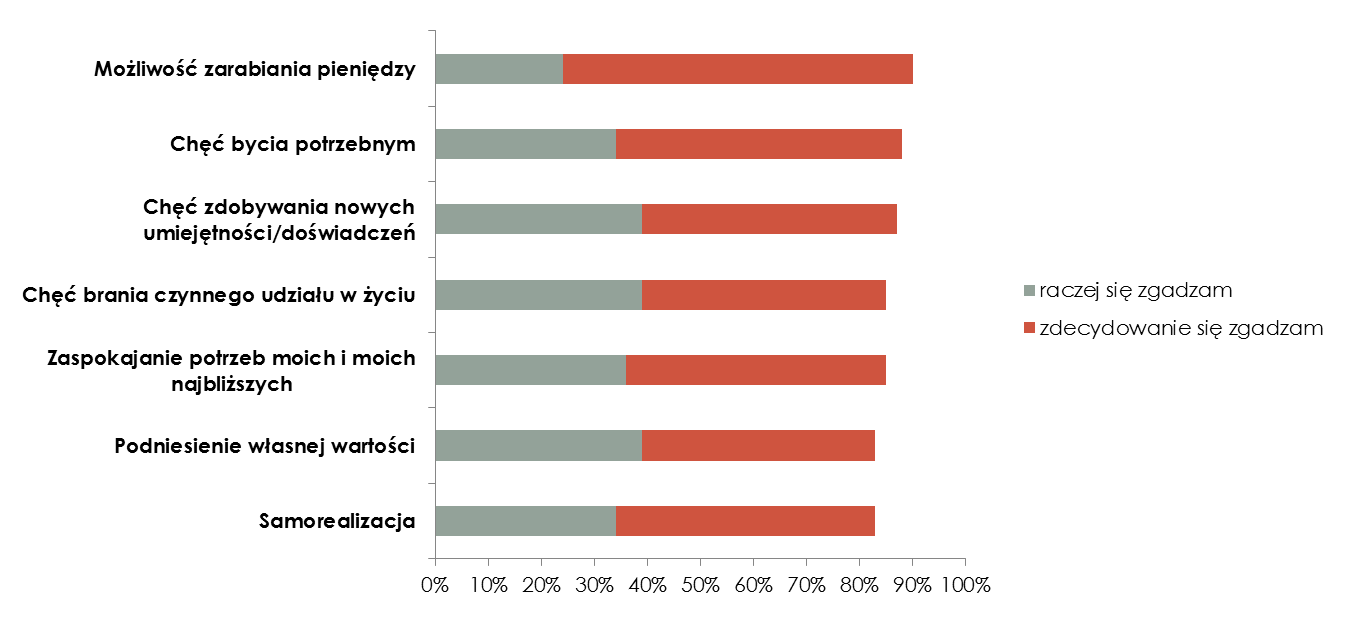 Możliwość zarabiania pieniędzy
Chęć bycia potrzebnym
Chęć zdobywania nowych
umiejętności/doświadczeń
Chęć brania czynnego udziału w życiu
Zaspokajanie potrzeb moich i moich
najbliższych
Podniesienie własnej wartości
Samorealizacja
0% 10% 20% 30% 40% 50% 60% 70% 80% 90% 100%
raczej się zgadzam
zdecydowanie się zgadzam